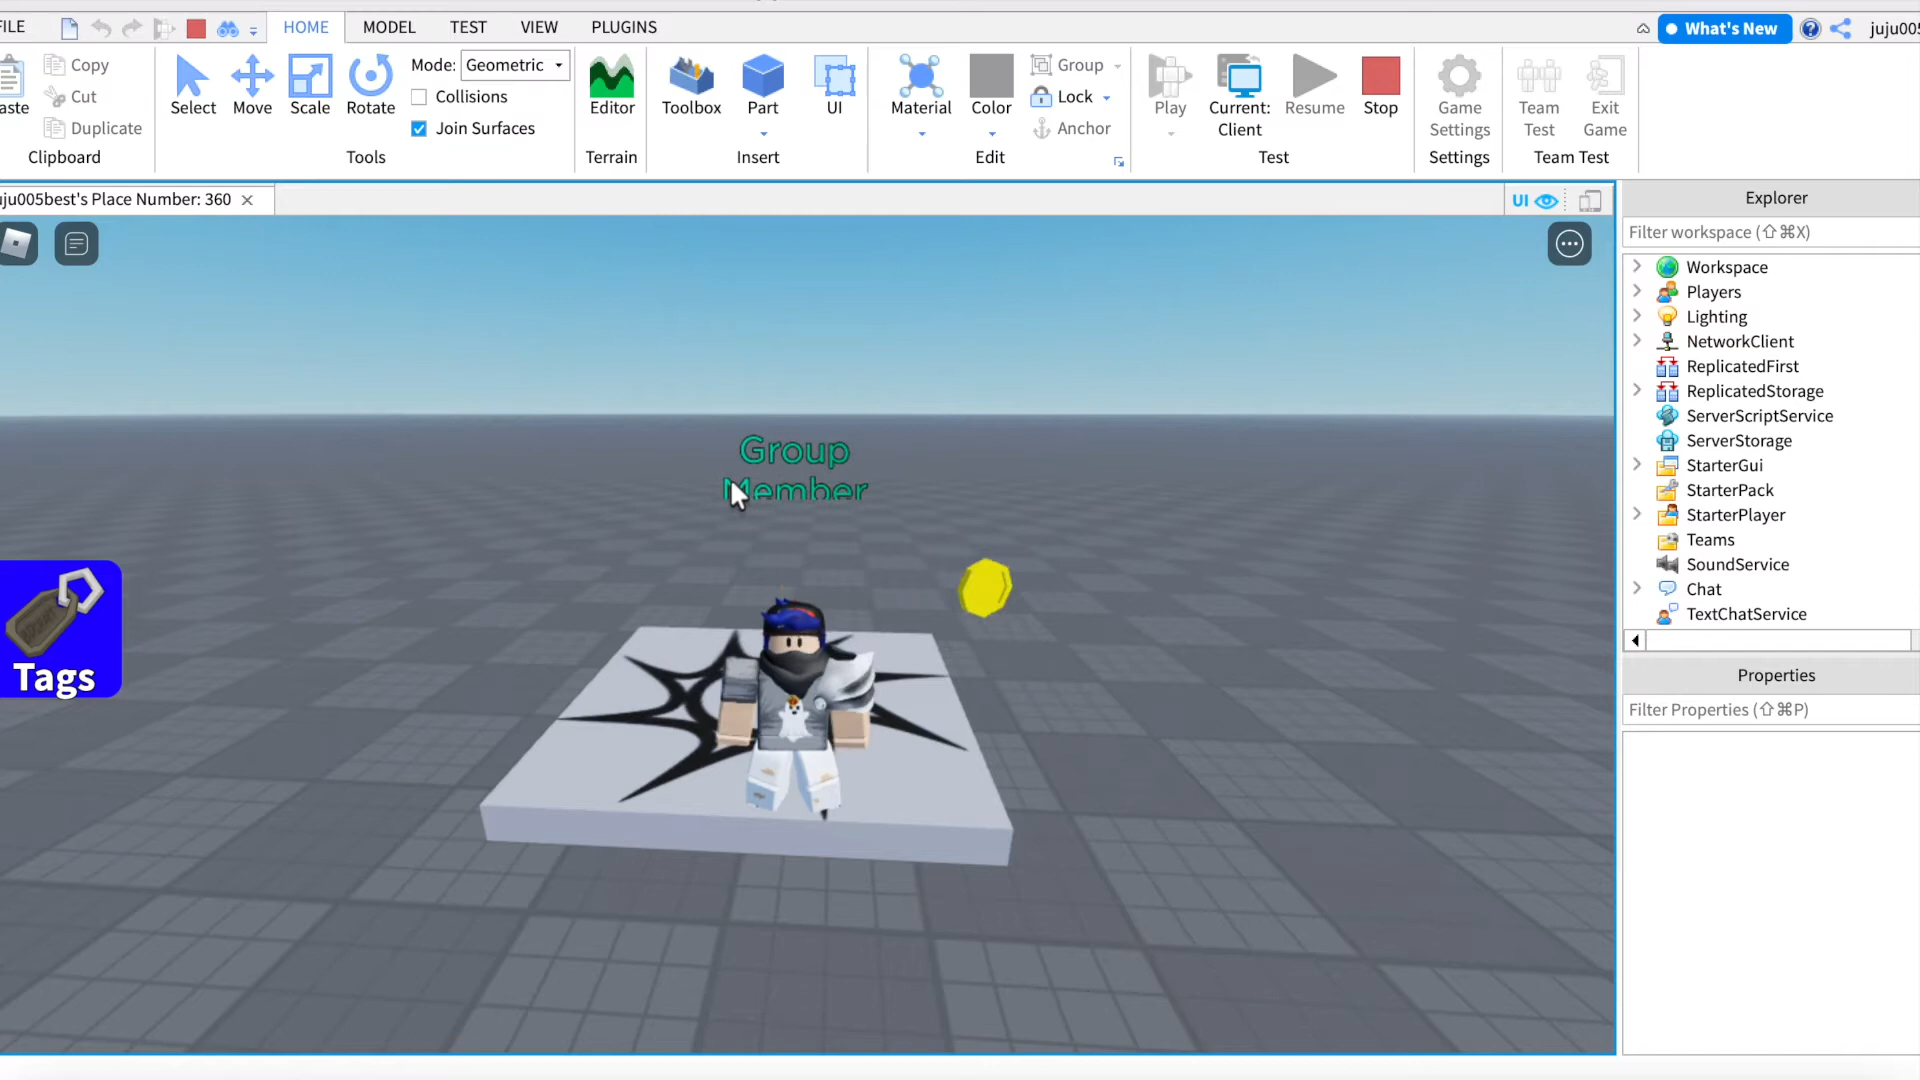 FILE HOME MODEL TEST VIEW PLUGINS What's New juju005
Copy Mode: Geometric Group
aste Cut Select Move Scale Rotate Collisions Editor Toolbox Part UI Material Color Lock Play Current: Client Resume Stop Game Settings Team Test Exit Game
Duplicate Join Surfaces Anchor
Clipboard Tools Terrain Insert Edit Test Settings Team Test
uju005best's Place Number: 360 UI
Explorer
Filter workspace (⇧⌘X)
Workspace
Players
Lighting
NetworkClient
ReplicatedFirst
ReplicatedStorage
ServerScriptService
ServerStorage
StarterGui
StarterPack
StarterPlayer
Teams
SoundService
Chat
TextChatService
Properties
Filter Properties (⇧⌘P)
Group
Member
Tags